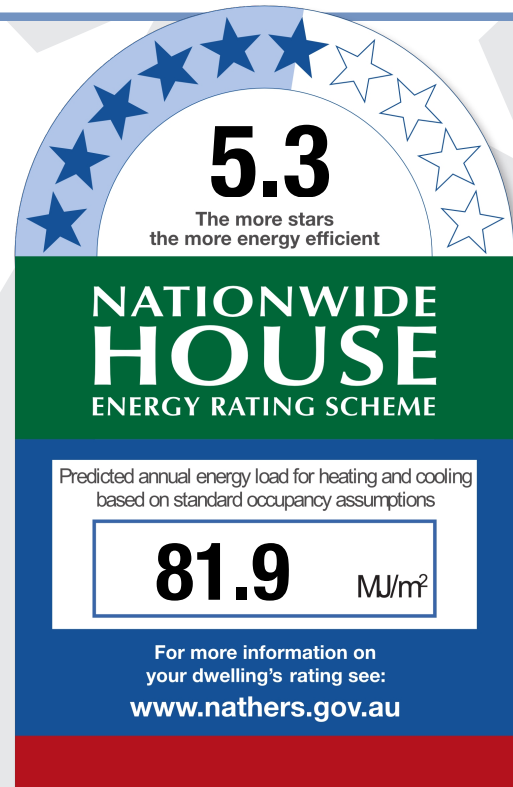 5.3
The more stars
the more energy efficient
NATIONWIDE
HOUSE
ENERGY RATING SCHEME
Predicted annual energy load for heating and cooling
based on standard occupancy assumptions
81.9 MJ/m²
For more information on
your dwelling's rating see:
www.nathers.gov.au